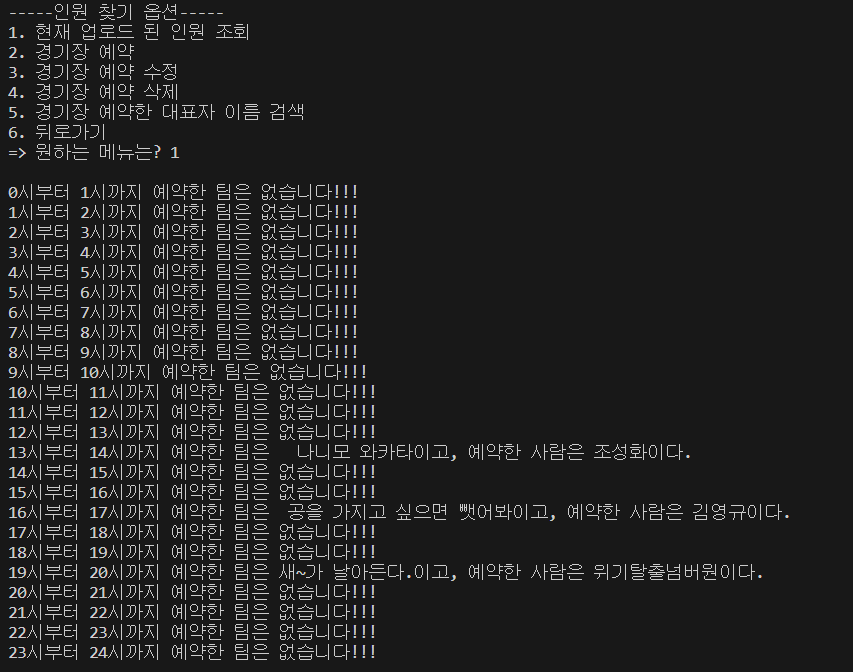 -----인원 찾기 옵션-----
1. 현재 업로드 된 인원 조회
2. 경기장 예약
3. 경기장 예약 수정
4. 경기장 예약 삭제
5. 경기장 예약한 대표자 이름 검색
6. 뒤로가기
=> 원하는 메뉴는? 1
0시부터 1시까지 예약한 팀은 없습니다!!!
1시부터 2시까지 예약한 팀은 없습니다!!!
2시부터 3시까지 예약한 팀은 없습니다!!!
3시부터 4시까지 예약한 팀은 없습니다!!!
4시부터 5시까지 예약한 팀은 없습니다!!!
5시부터 6시까지 예약한 팀은 없습니다!!!
6시부터 7시까지 예약한 팀은 없습니다!!!
7시부터 8시까지 예약한 팀은 없습니다!!!
8시부터 9시까지 예약한 팀은 없습니다!!!
9시부터 10시까지 예약한 팀은 없습니다!!!
10시부터 11시까지 예약한 팀은 없습니다!!!
11시부터 12시까지 예약한 팀은 없습니다!!!
12시부터 13시까지 예약한 팀은 없습니다!!!
13시부터 14시까지 예약한 팀은   나니모 와카타이고, 예약한 사람은 조성화이다.
14시부터 15시까지 예약한 팀은 없습니다!!!
15시부터 16시까지 예약한 팀은 없습니다!!!
16시부터 17시까지 예약한 팀은  공을 가지고 싶으면 뺏어봐이고, 예약한 사람은 김영규이다.
17시부터 18시까지 예약한 팀은 없습니다!!!
18시부터 19시까지 예약한 팀은 없습니다!!!
19시부터 20시까지 예약한 팀은 새~가 날아든다.이고, 예약한 사람은 위기탈출넘버원이다.
20시부터 21시까지 예약한 팀은 없습니다!!!
21시부터 22시까지 예약한 팀은 없습니다!!!
22시부터 23시까지 예약한 팀은 없습니다!!!
23시부터 24시까지 예약한 팀은 없습니다!!!